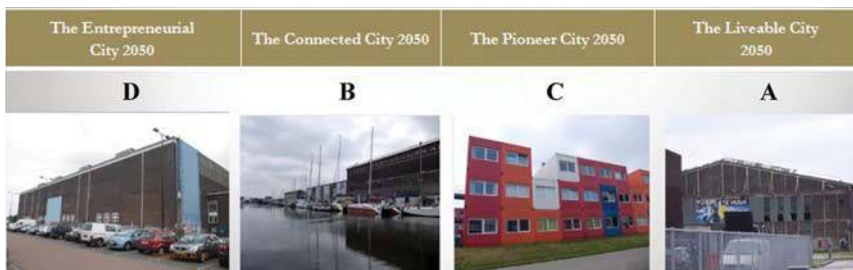 The Entrepreneurial
City 2050
The Connected City 2050
The Pioneer City 2050
The Liveable City
2050
D
B
C
A